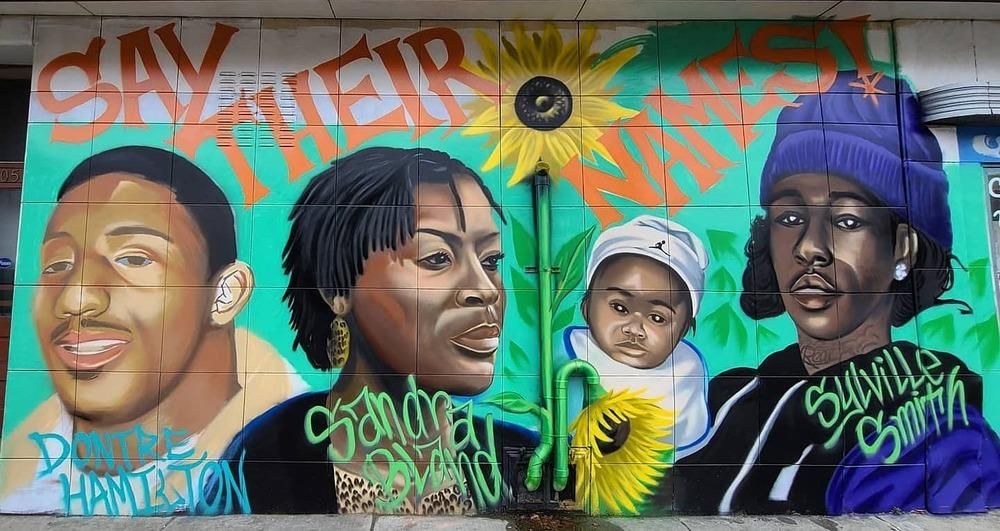 SAY THEIR NAMES!
DONTRE
HAMILTON
Sandra
Bland
Sylville
Smith